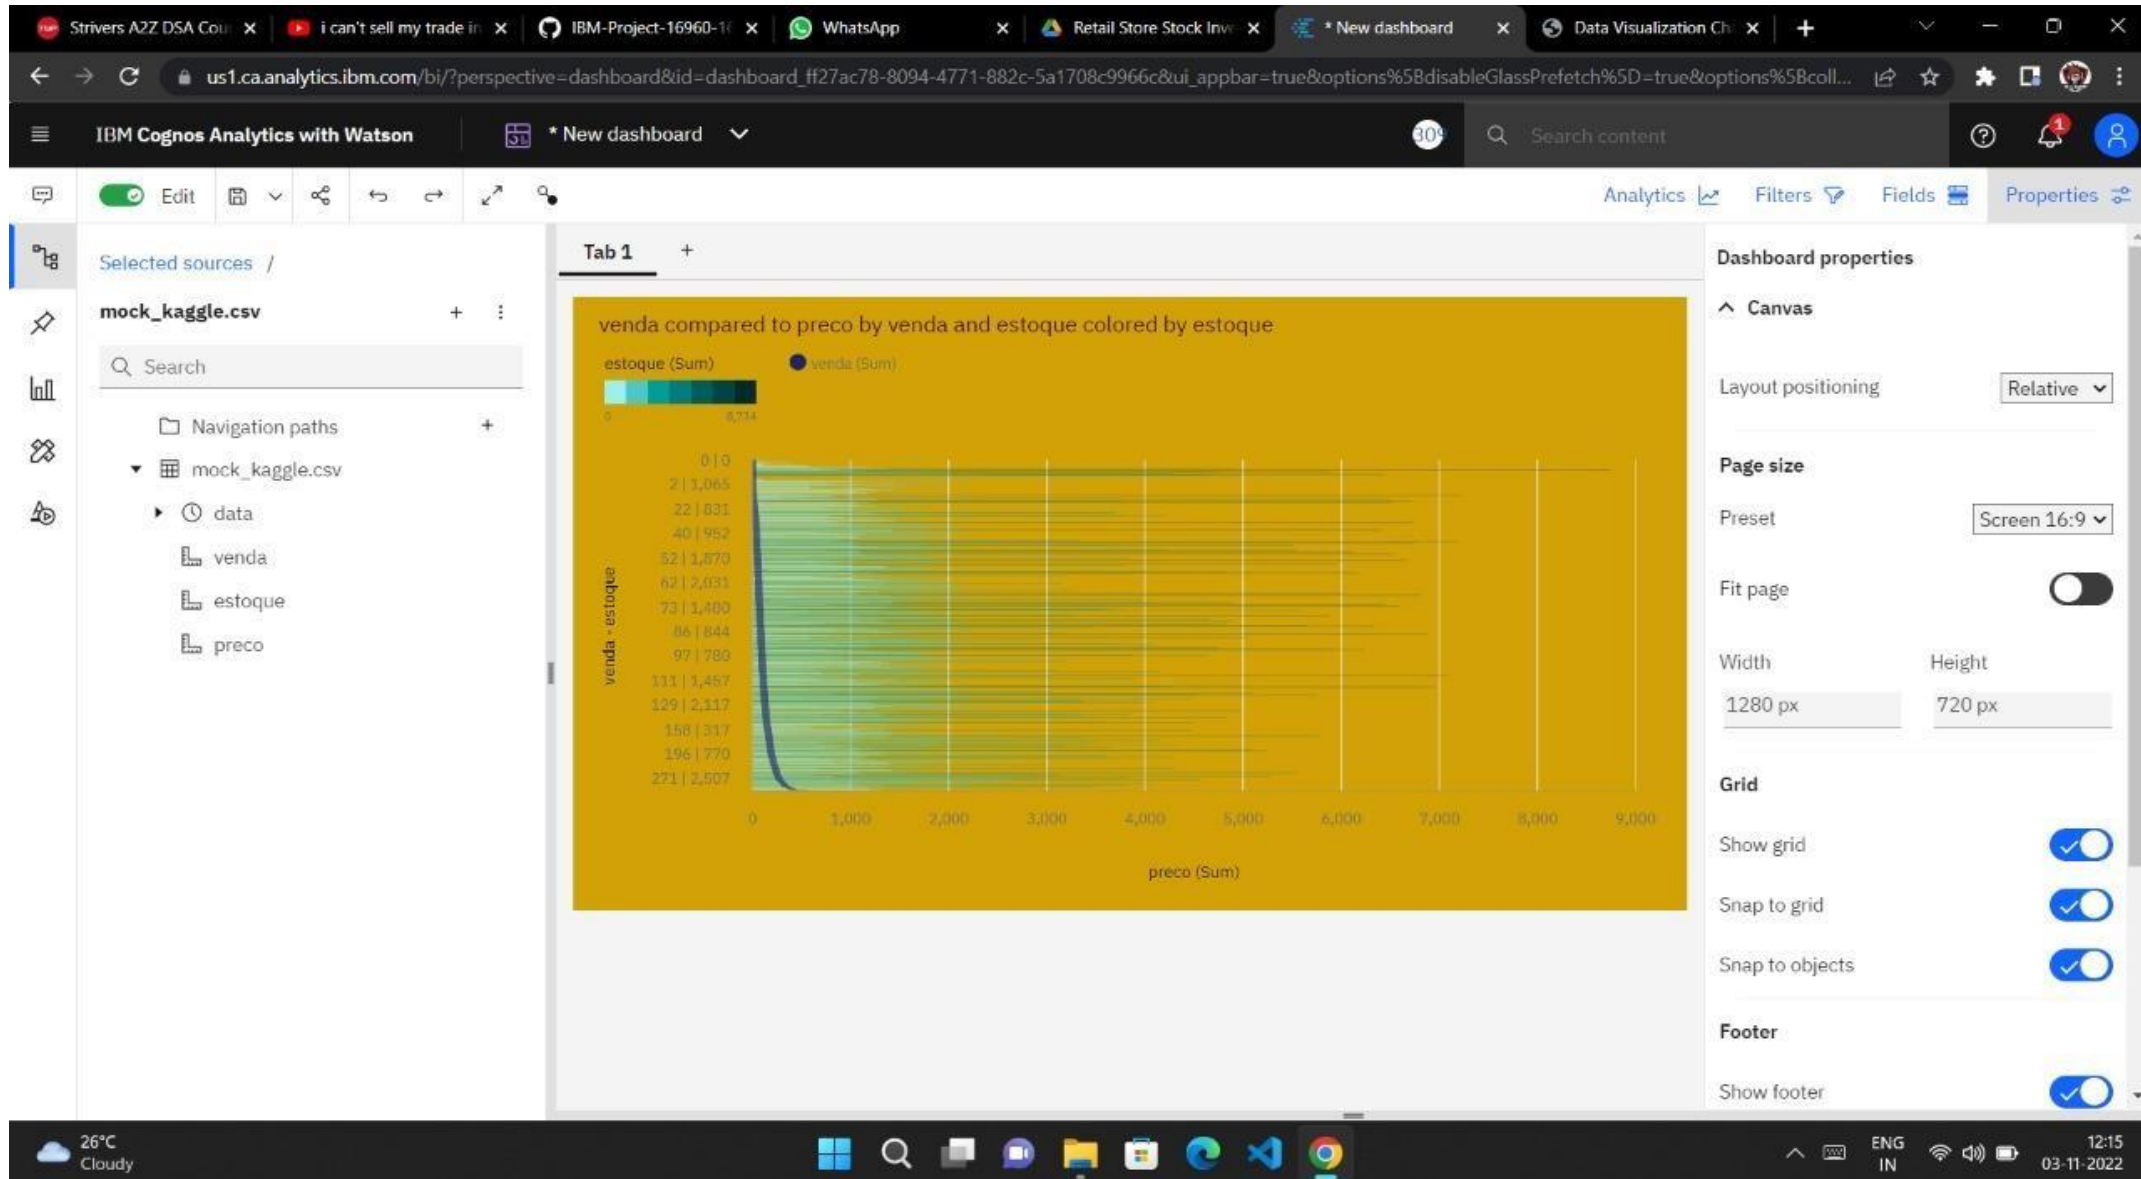 Strivers A2Z DSA Cou
i can't sell my trade in
IBM-Project-16960-1
WhatsApp
Retail Store Stock Inve
* New dashboard
Data Visualization Ch
us1.ca.analytics.ibm.com/bi/?perspective=dashboard&id=dashboard_ff27ac78-8094-4771-882c-5a1708c9966c&ui_appbar=true&options%5BdisableGlassPrefetch%5D=true&options%5Bcoll...
IBM Cognos Analytics with Watson
* New dashboard
309
Search content
1
Edit
Analytics
Filters
Fields
Properties
Selected sources /
mock_kaggle.csv
Search
Navigation paths
mock_kaggle.csv
data
venda
estoque
preco
Tab 1
venda compared to preco by venda and estoque colored by estoque
estoque (Sum)
venda (Sum)
0
8,734
venda - estoque
0 | 0
2 | 1,065
22 | 831
40 | 952
52 | 1,870
62 | 2,031
73 | 1,480
86 | 844
97 | 780
111 | 1,457
129 | 2,117
158 | 317
196 | 770
271 | 2,507
0 1,000 2,000 3,000 4,000 5,000 6,000 7,000 8,000 9,000
preco (Sum)
Dashboard properties
Canvas
Layout positioning
Relative
Page size
Preset
Screen 16:9
Fit page
Width Height
1280 px 720 px
Grid
Show grid
Snap to grid
Snap to objects
Footer
Show footer
26°C
Cloudy
ENG
IN
12:15
03-11-2022